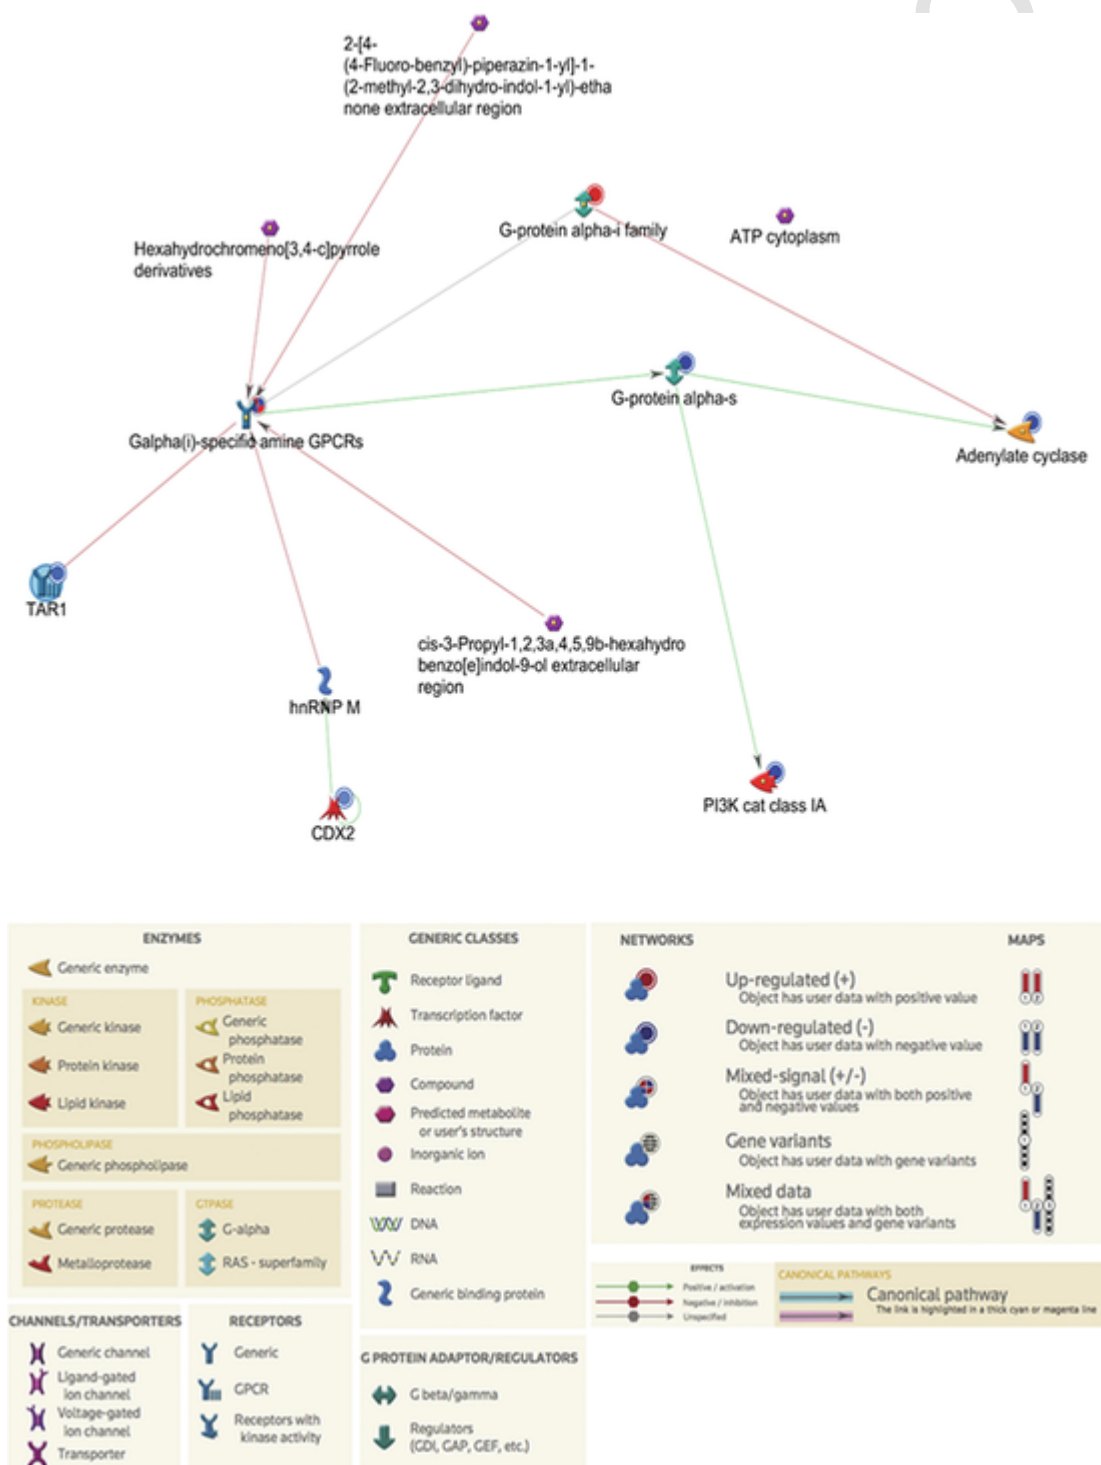 2-[4-
(4-Fluoro-benzyl)-piperazin-1-yl]-1-
(2-methyl-2,3-dihydro-indol-1-yl)-etha
none extracellular region
G-protein alpha-i family
ATP cytoplasm
Hexahydrochromeno[3,4-c]pyrrole
derivatives
G-protein alpha-s
Galpha(i)-specific amine GPCRs
Adenylate cyclase
TAR1
cis-3-Propyl-1,2,3a,4,5,9b-hexahydro
benzo[e]indol-9-ol extracellular
region
hnRNP M
PI3K cat class IA
CDX2
ENZYMES
Generic enzyme
KINASE
Generic kinase
Protein kinase
Lipid kinase
PHOSPHATASE
Generic
phosphatase
Protein
phosphatase
Lipid
phosphatase
PHOSPHOLIPASE
Generic phospholipase
PROTEASE
Generic protease
Metalloprotease
GTPASE
G-alpha
RAS - superfamily
CHANNELS/TRANSPORTERS
Generic channel
Ligand-gated
ion channel
Voltage-gated
ion channel
Transporter
RECEPTORS
Generic
GPCR
Receptors with
kinase activity
GENERIC CLASSES
Receptor ligand
Transcription factor
Protein
Compound
Predicted metabolite
or user's structure
Inorganic ion
Reaction
DNA
RNA
Generic binding protein
G PROTEIN ADAPTOR/REGULATORS
G beta/gamma
Regulators
(GDI, GAP, GEF, etc.)
NETWORKS
MAPS
Up-regulated (+)
Object has user data with positive value
1 2
Down-regulated (-)
Object has user data with negative value
1 2
Mixed-signal (+/-)
Object has user data with both positive
and negative values
1
2
Gene variants
Object has user data with gene variants
1
Mixed data
Object has user data with both
expression values and gene variants
1
2
3
EFFECTS
Positive / activation
Negative / inhibition
Unspecified
CANONICAL PATHWAYS
Canonical pathway
The link is highlighted in a thick cyan or magenta line